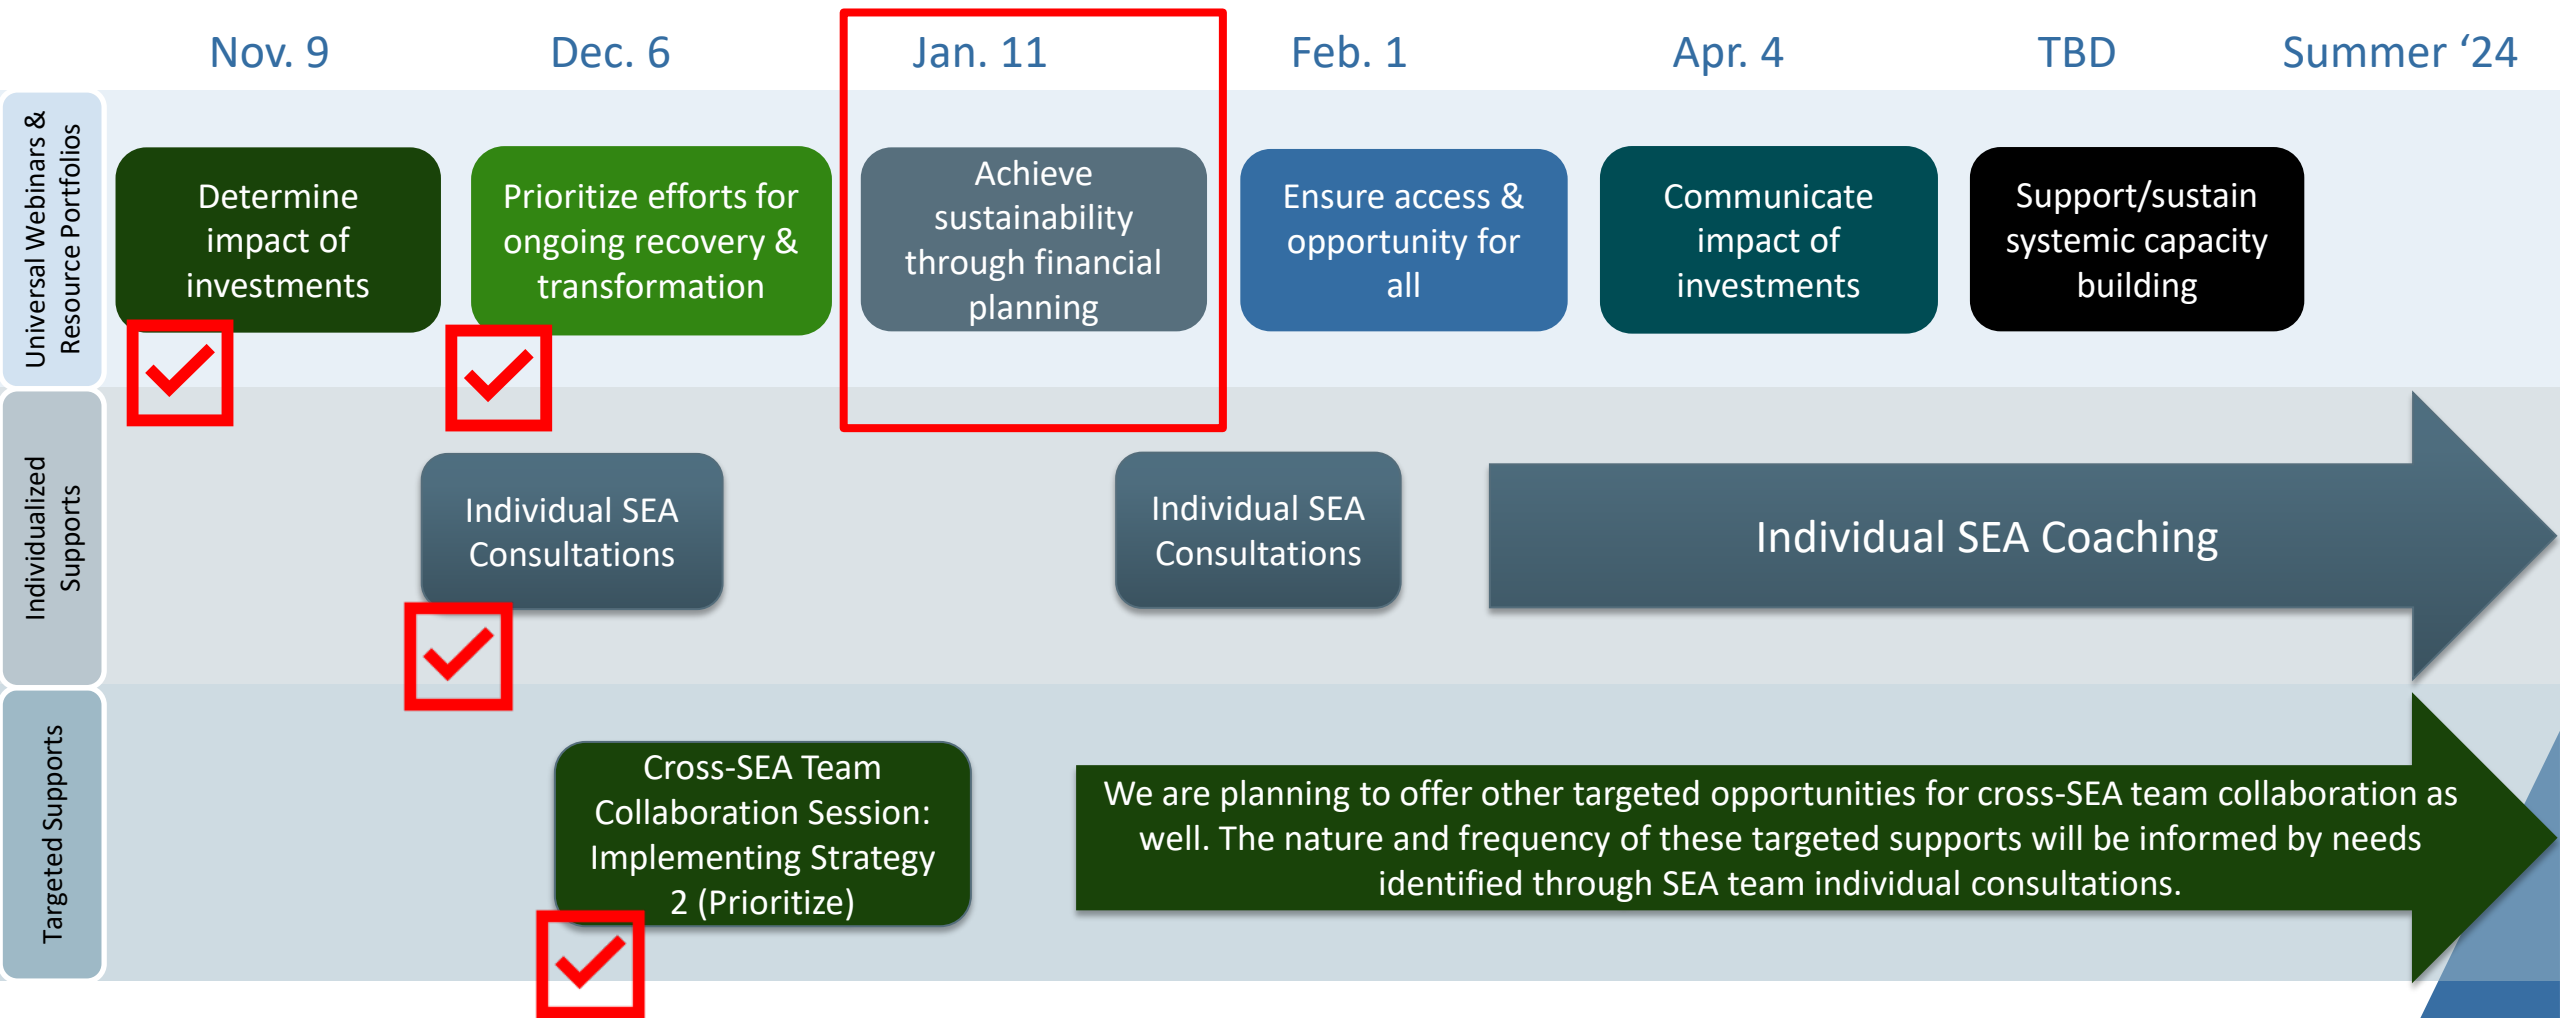 Nov. 9
Dec. 6
Jan. 11
Feb. 1
Apr. 4
TBD
Summer ‘24
Universal Webinars &
Resource Portfolios
Determine
impact of
investments
Prioritize efforts for
ongoing recovery &
transformation
Achieve
sustainability
through financial
planning
Ensure access &
opportunity for
all
Communicate
impact of
investments
Support/sustain
systemic capacity
building
Individualized
Supports
Individual SEA
Consultations
Individual SEA
Consultations
Individual SEA Coaching
Targeted Supports
Cross-SEA Team
Collaboration Session:
Implementing Strategy
2 (Prioritize)
We are planning to offer other targeted opportunities for cross-SEA team collaboration as
well. The nature and frequency of these targeted supports will be informed by needs
identified through SEA team individual consultations.